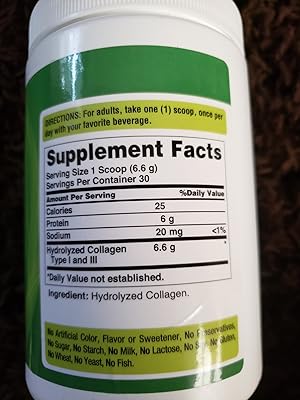 DIRECTIONS: For adults, take one (1) scoop, once per
day with your favorite beverage.
Supplement Facts
Serving Size 1 Scoop (6.6 g)
Servings Per Container 30
Amount Per Serving %Daily Value
Calories 25
Protein 6 g
Sodium 20 mg <1%
Hydrolyzed Collagen 6.6 g *
Type I and III
*Daily Value not established.
Ingredient: Hydrolyzed Collagen.
No Artificial Color, Flavor or Sweetener, No Preservatives,
No Sugar, No Starch, No Milk, No Lactose, No Soy, No Gluten,
No Wheat, No Yeast, No Fish.